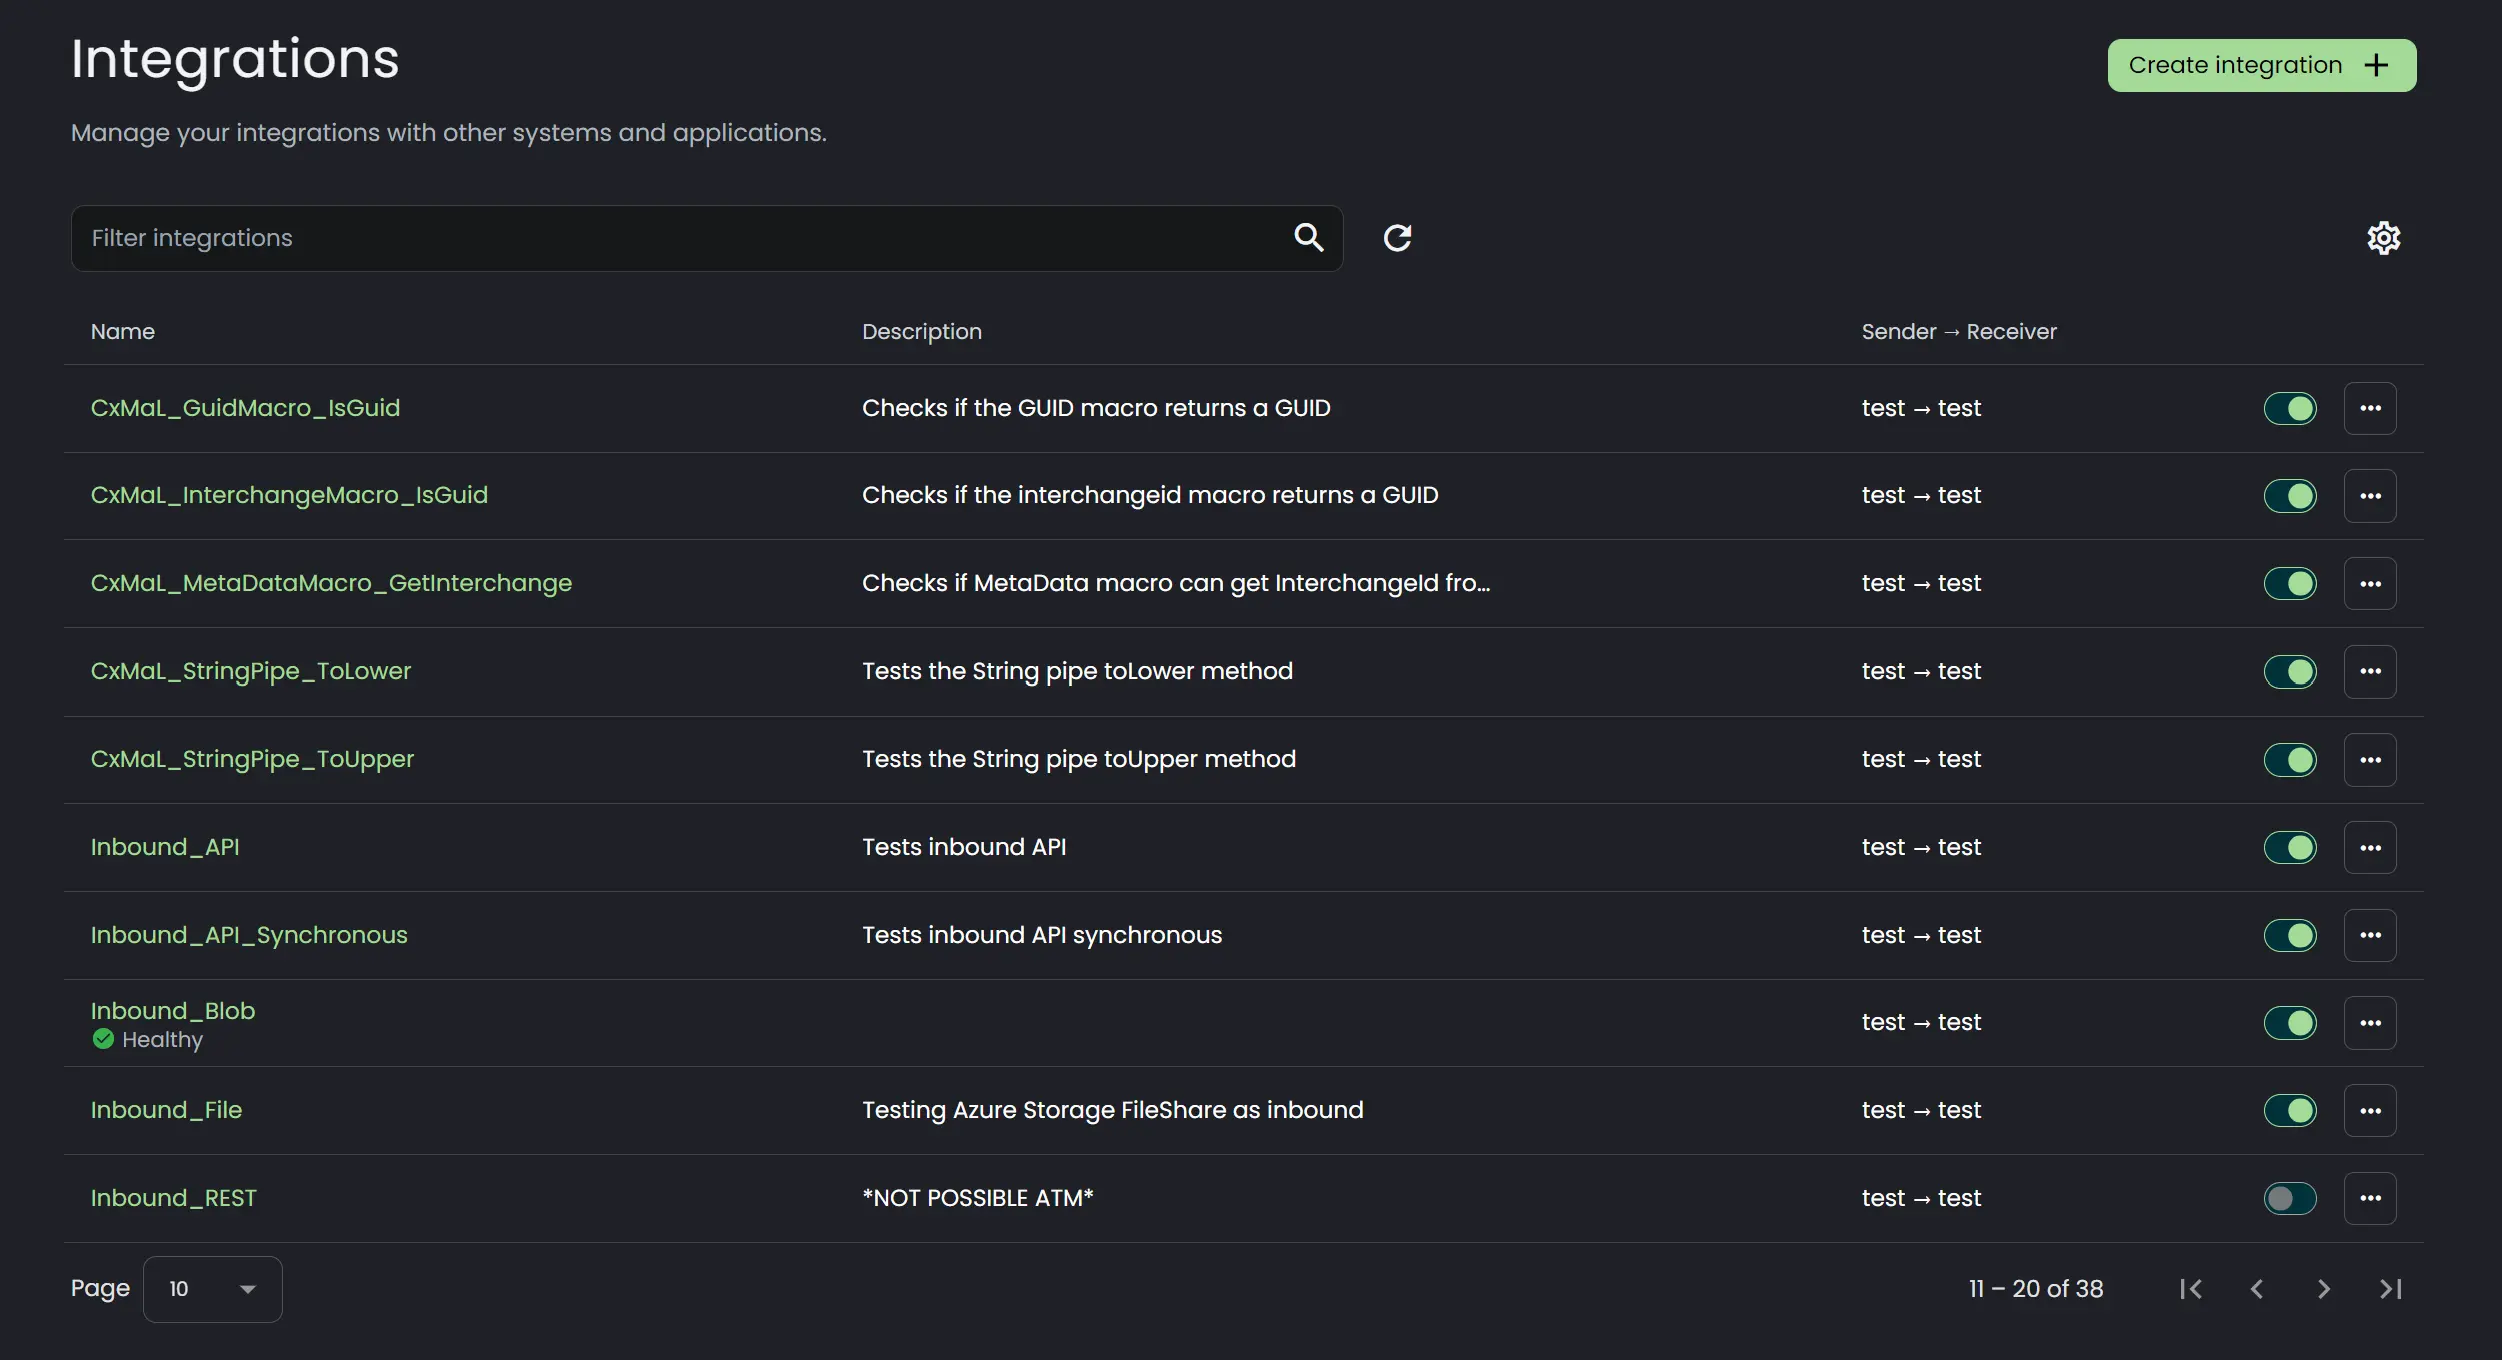 Integrations
Create integration
Manage your integrations with other systems and applications.
Filter integrations
Name Description Sender → Receiver
CxMaL_GuidMacro_IsGuid Checks if the GUID macro returns a GUID test → test
CxMaL_InterchangeMacro_IsGuid Checks if the interchangeid macro returns a GUID test → test
CxMaL_MetaDataMacro_GetInterchange Checks if MetaData macro can get InterchangeId fro... test → test
CxMaL_StringPipe_ToLower Tests the String pipe toLower method test → test
CxMaL_StringPipe_ToUpper Tests the String pipe toUpper method test → test
Inbound_API Tests inbound API test → test
Inbound_API_Synchronous Tests inbound API synchronous test → test
Inbound_Blob test → test
Healthy
Inbound_File Testing Azure Storage FileShare as inbound test → test
Inbound_REST *NOT POSSIBLE ATM* test → test
Page 10 11 – 20 of 38